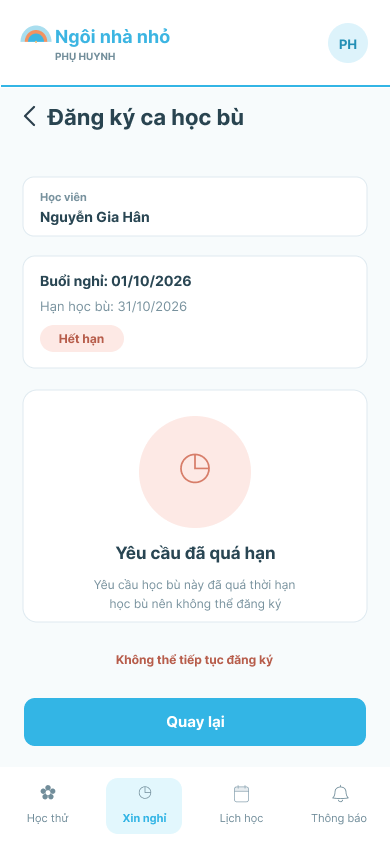 Ngôi nhà nhỏ
PHỤ HUYNH
PH
Đăng ký ca học bù
Học viên
Nguyễn Gia Hân
Buổi nghỉ: 01/10/2026
Hạn học bù: 31/10/2026
Hết hạn
Yêu cầu đã quá hạn
Yêu cầu học bù này đã quá thời hạn
học bù nên không thể đăng ký
Không thể tiếp tục đăng ký
Quay lại
Học thử
Xin nghỉ
Lịch học
Thông báo